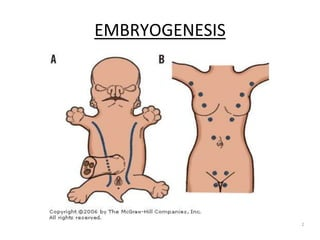 EMBRYOGENESIS
A
B
Copyright ©2006 by The McGraw-Hill Companies, Inc.
All rights reserved.
2